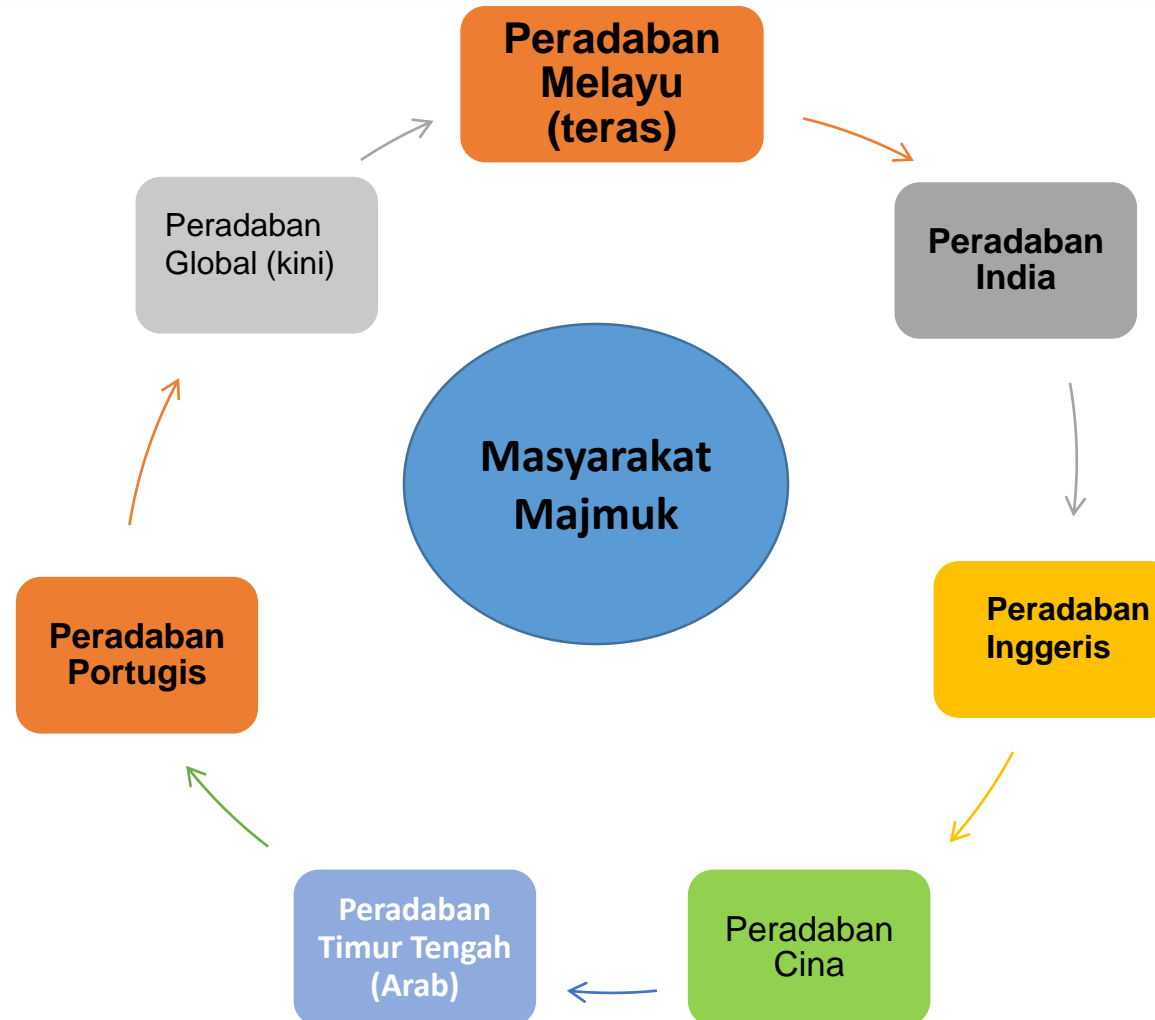 Peradaban
Melayu
(teras)
Peradaban
India
Peradaban
Inggeris
Peradaban
Cina
Peradaban
Timur Tengah
(Arab)
Peradaban
Portugis
Peradaban
Global (kini)
Masyarakat
Majmuk